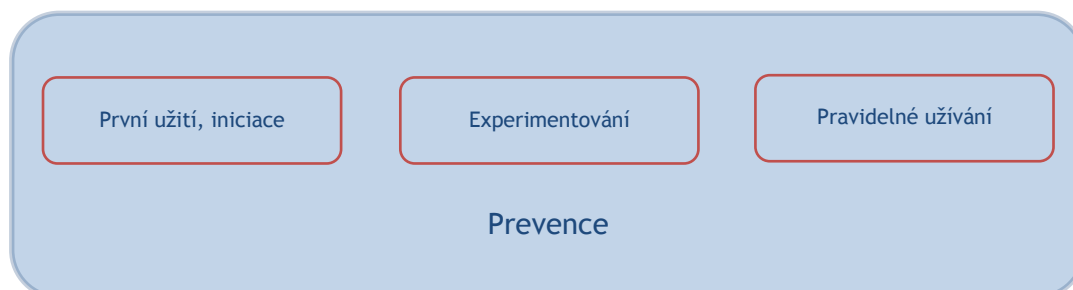 První užití, iniciace
Experimentování
Pravidelné užívání
Prevence